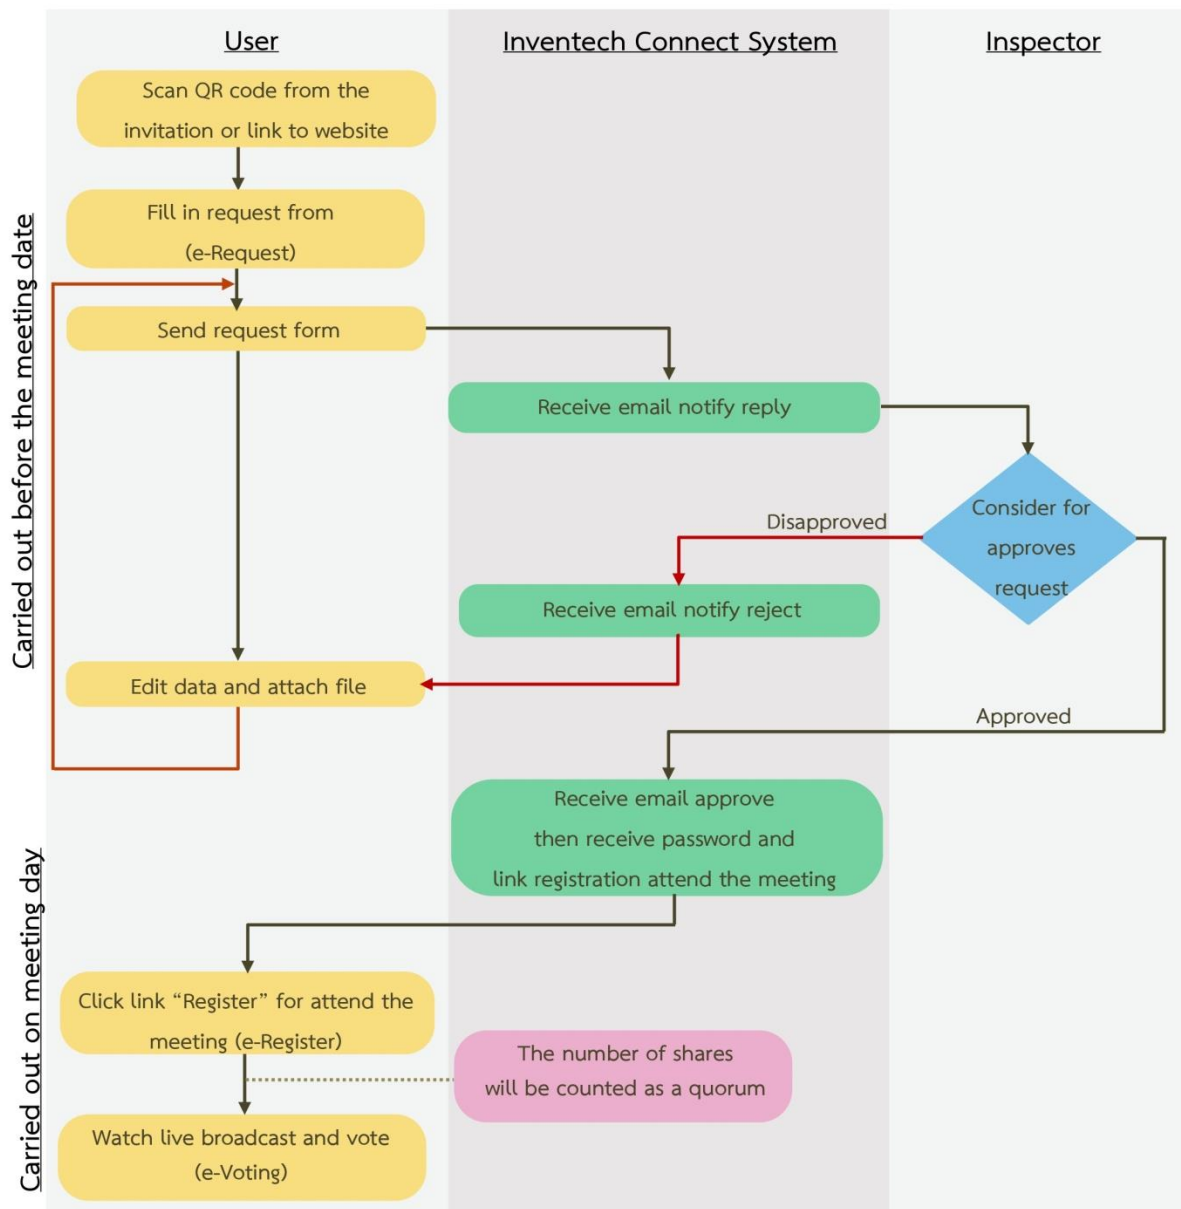 User
Inventech Connect System
Inspector
Carried out before the meeting date
Scan QR code from the
invitation or link to website
Fill in request from
(e-Request)
Send request form
Receive email notify reply
Consider for
approves
request
Disapproved
Receive email notify reject
Edit data and attach file
Approved
Receive email approve
then receive password and
link registration attend the meeting
Carried out on meeting day
Click link “Register” for attend the
meeting (e-Register)
The number of shares
will be counted as a quorum
Watch live broadcast and vote
(e-Voting)